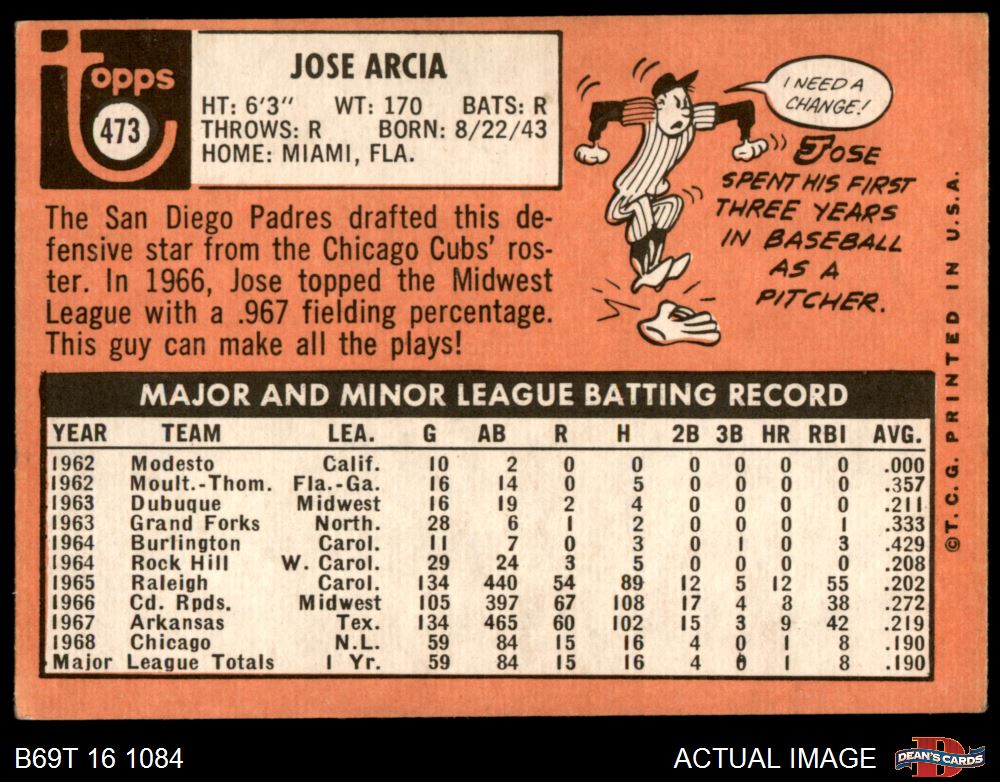 Topps
473
JOSE ARCIA
HT: 6'3" WT: 170 BATS: R
THROWS: R BORN: 8/22/43
HOME: MIAMI, FLA.
The San Diego Padres drafted this de-
fensive star from the Chicago Cubs' ros-
ter. In 1966, Jose topped the Midwest
League with a .967 fielding percentage.
This guy can make all the plays!
I NEED A
CHANGE!
JOSE
SPENT HIS FIRST
THREE YEARS
IN BASEBALL
AS A
PITCHER.
©T. C. G. PRINTED IN U.S.A.
MAJOR AND MINOR LEAGUE BATTING RECORD
YEAR TEAM LEA. G AB R H 2B 3B HR RBI AVG.
1962 Modesto Calif. 10 2 0 0 0 0 0 0 .000
1962 Moult.-Thom. Fla.-Ga. 16 14 0 5 0 0 0 0 .357
1963 Dubuque Midwest 16 19 2 4 0 0 0 0 .211
1963 Grand Forks North. 28 6 1 2 0 0 0 1 .333
1964 Burlington Carol. 11 7 0 3 0 1 0 3 .429
1964 Rock Hill W. Carol. 29 24 3 5 0 0 0 0 .208
1965 Raleigh Carol. 134 440 54 89 12 5 12 55 .202
1966 Cd. Rpds. Midwest 105 397 67 108 17 4 8 38 .272
1967 Arkansas Tex. 134 465 60 102 15 3 9 42 .219
1968 Chicago N.L. 59 84 15 16 4 0 1 8 .190
Major League Totals 1 Yr. 59 84 15 16 4 0 1 8 .190
B69T 16 1084
ACTUAL IMAGE
D
DEAN'S CARDS